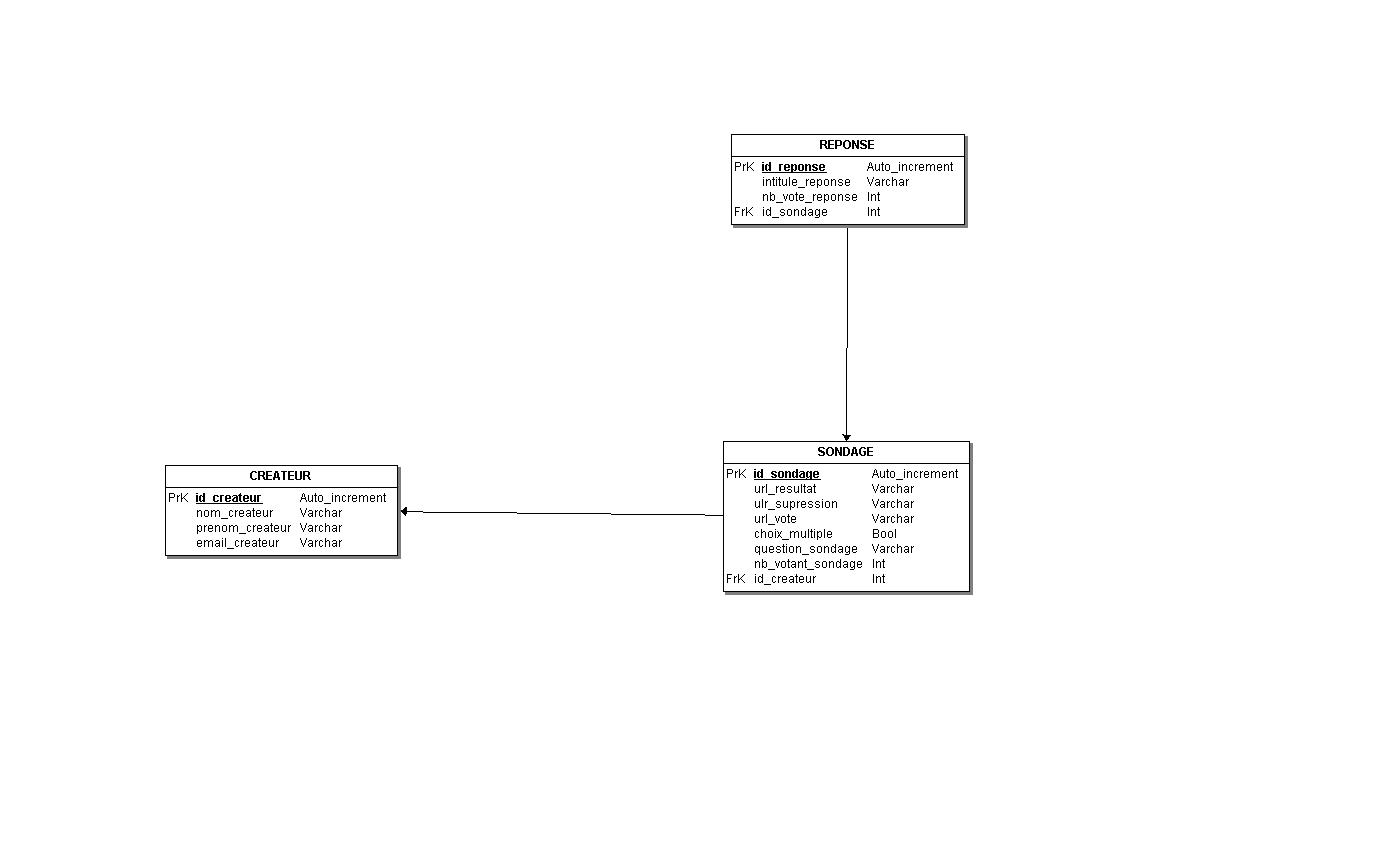 REPONSE
PrK id_reponse Auto_increment
intitule_reponse Varchar
nb_vote_reponse Int
FrK id_sondage Int
SONDAGE
PrK id_sondage Auto_increment
url_resultat Varchar
ulr_supression Varchar
url_vote Varchar
choix_multiple Bool
question_sondage Varchar
nb_votant_sondage Int
FrK id_createur Int
CREATEUR
PrK id_createur Auto_increment
nom_createur Varchar
prenom_createur Varchar
email_createur Varchar